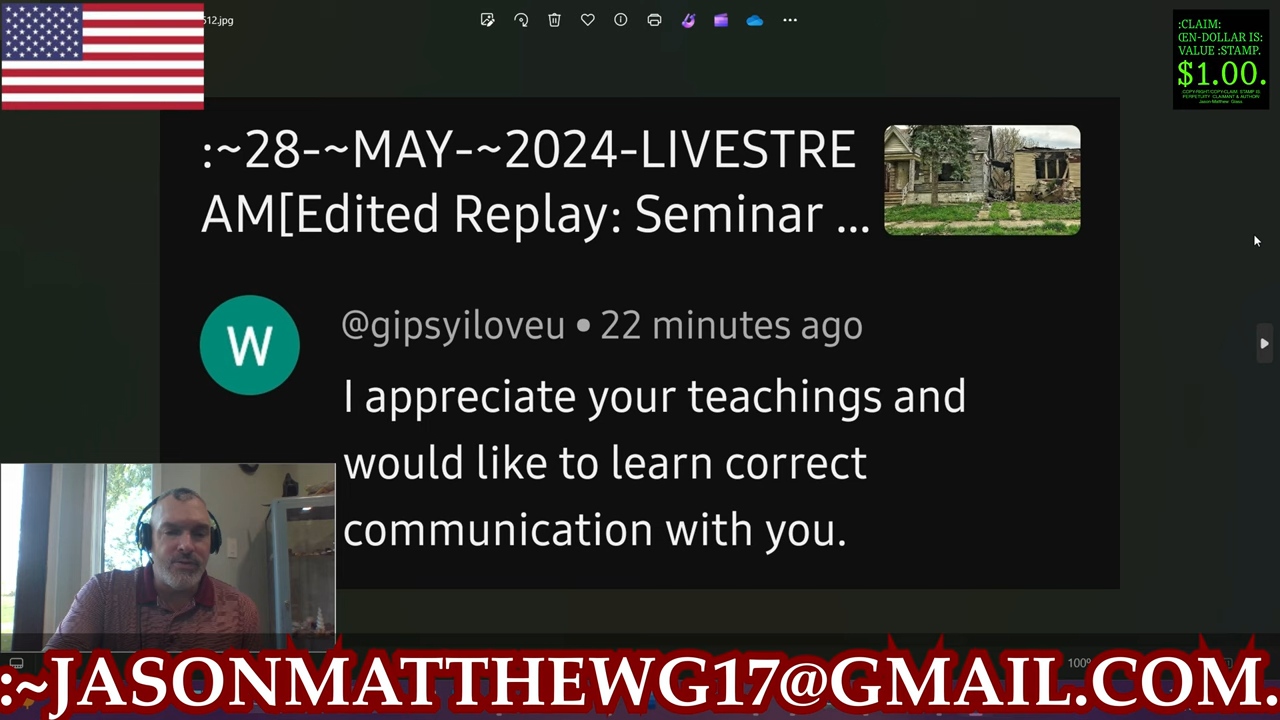 512.jpg
:CLAIM:
(EN-DOLLAR IS:
VALUE :STAMP.
$1.00.
:~28-~MAY-~2024-LIVESTRE
AM[Edited Replay: Seminar ...
W
@gipsyiloveu • 22 minutes ago
I appreciate your teachings and
would like to learn correct
communication with you.
:~JASONMATTHEWG17@GMAIL.COM.